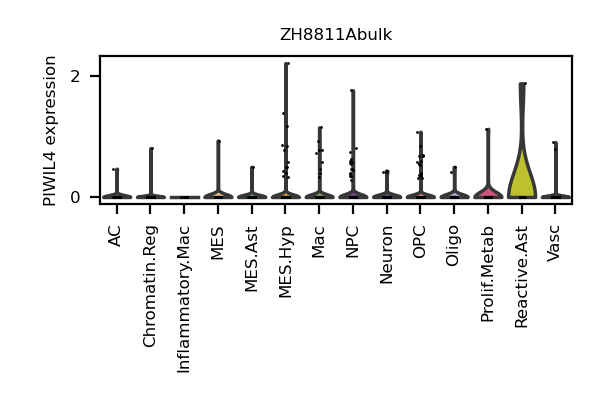 ZH8811Abulk
PIWIL4 expression
2
0
AC
Chromatin.Reg
Inflammatory.Mac
MES
MES.Ast
MES.Hyp
Mac
NPC
Neuron
OPC
Oligo
Prolif.Metab
Reactive.Ast
Vasc